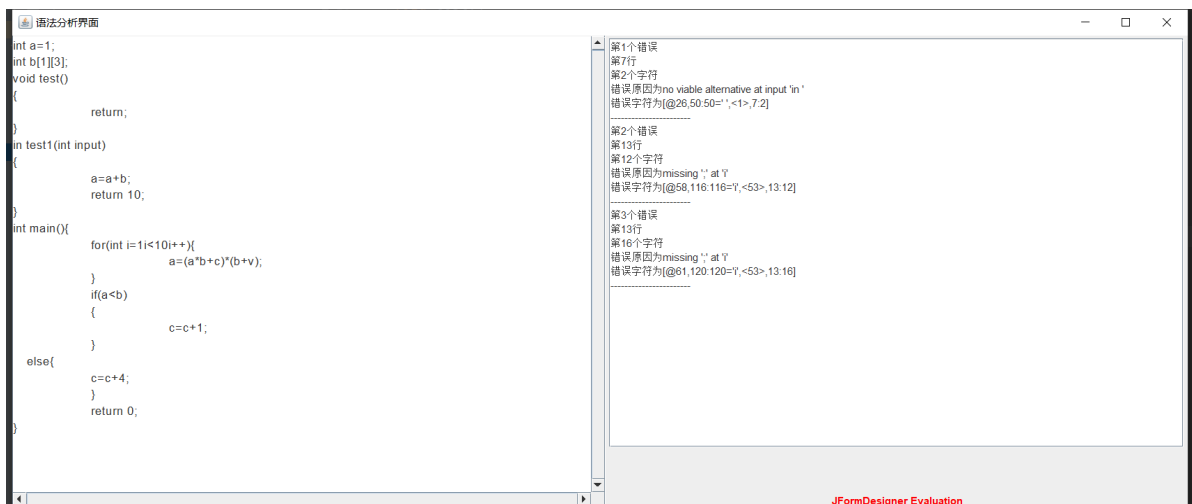 语法分析界面
int a=1;
int b[1][3];
void test()
{
return;
}
in test1(int input)
{
a=a+b;
return 10;
}
int main(){
for(int i=1i<10i++){
a=(a*b+c)*(b+v);
}
if(a<b)
{
c=c+1;
}
else{
c=c+4;
}
return 0;
}
第1个错误
第7行
第2个字符
错误原因为no viable alternative at input 'in '
错误字符为[@26,50:50=' ',<1>,7:2]
-----------------------
第2个错误
第13行
第12个字符
错误原因为missing ';' at 'i'
错误字符为[@58,116:116='i',<53>,13:12]
-----------------------
第3个错误
第13行
第16个字符
错误原因为missing ';' at 'i'
错误字符为[@61,120:120='i',<53>,13:16]
-----------------------
JFormDesigner Evaluation